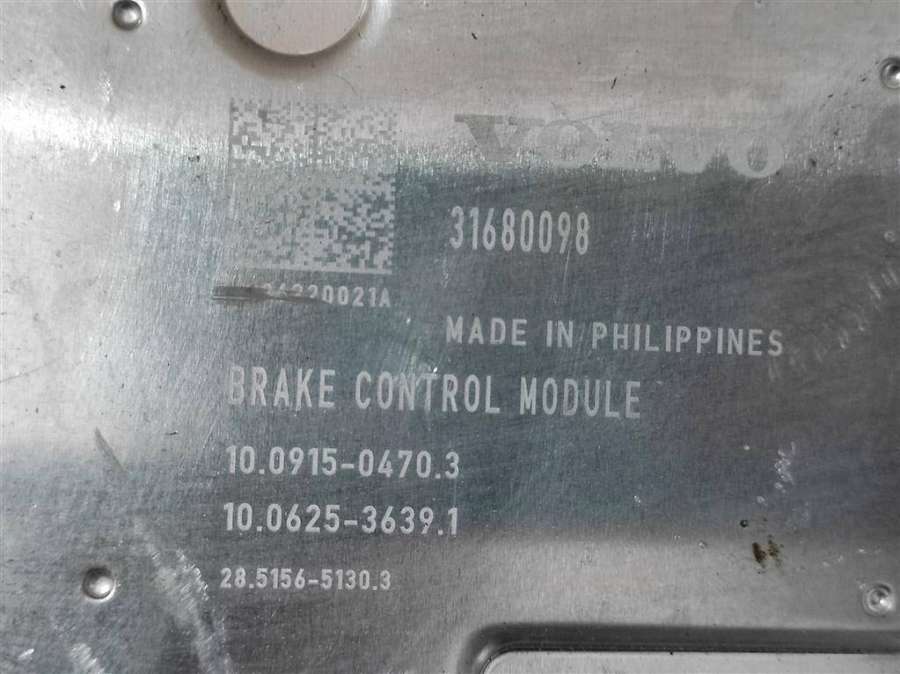 VOLVO
31680098
20021A
MADE IN PHILIPPINES
BRAKE CONTROL MODULE
10.0915-0470.3
10.0625-3639.1
28.5156-5130.3